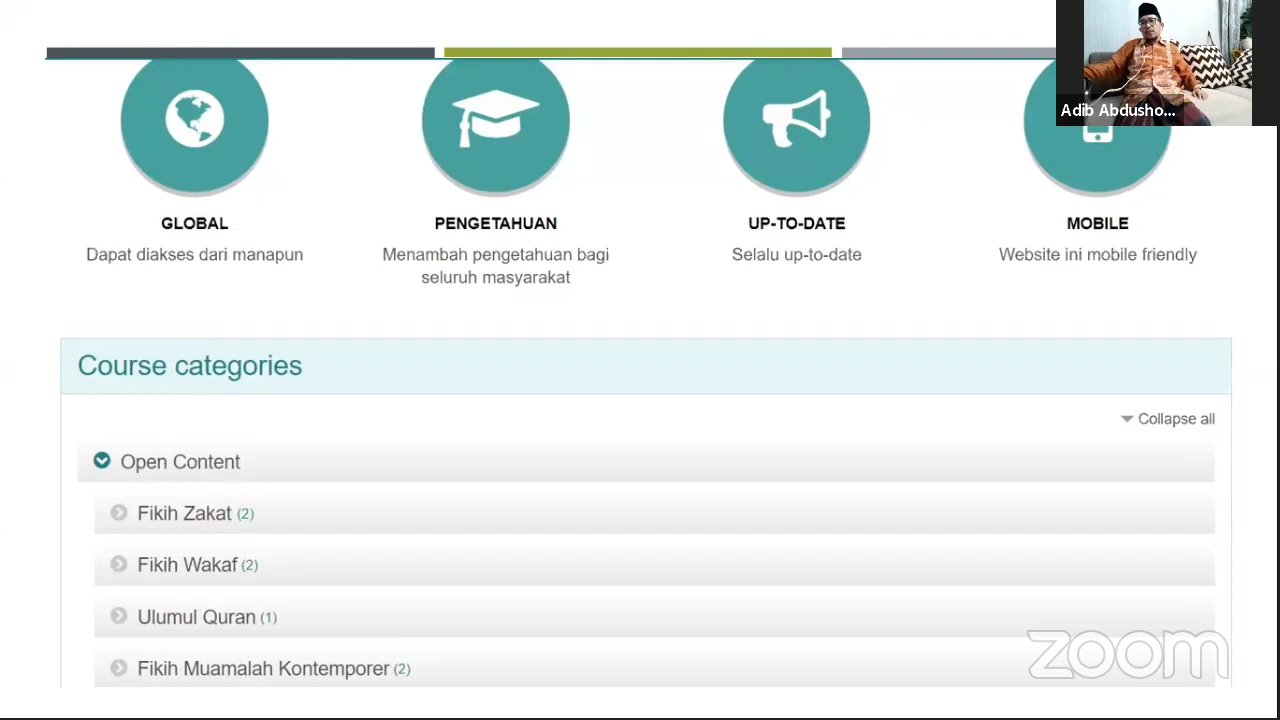 Adib Abdusho...
GLOBAL
Dapat diakses dari manapun
PENGETAHUAN
Menambah pengetahuan bagi
seluruh masyarakat
UP-TO-DATE
Selalu up-to-date
MOBILE
Website ini mobile friendly
Course categories
Collapse all
Open Content
Fikih Zakat (2)
Fikih Wakaf (2)
Ulumul Quran (1)
Fikih Muamalah Kontemporer (2)
zoom